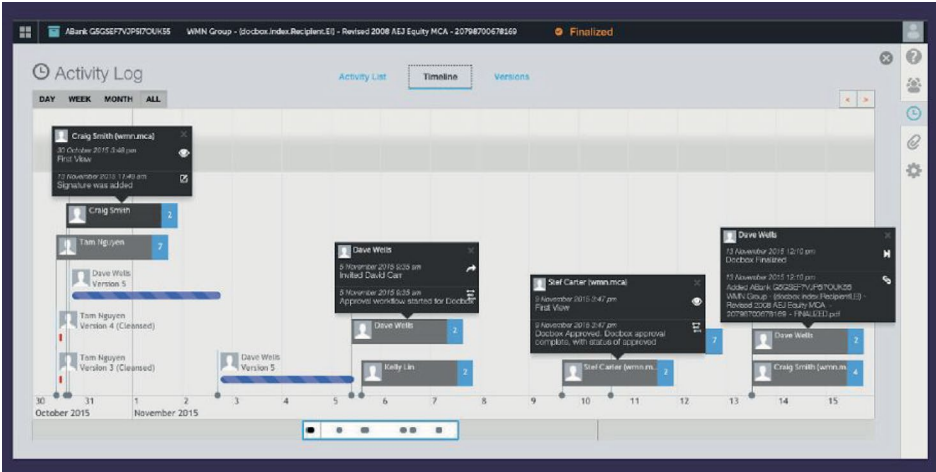 ABank G5GSEF7VJP5I7OUK55 WMN Group - (docbox.index.Recipient.EI) - Revised 2008 AEJ Equity MCA - 20798700678169 Finalized
Activity Log
Activity List Timeline Versions
DAY WEEK MONTH ALL
< >
Craig Smith (wmn.mca)
30 October 2015 3:48 pm
First View
13 November 2015 11:49 am
Signature was added
Craig Smith 2
Tam Nguyen 7
Dave Wells
Version 5
Tam Nguyen
Version 4 (Cleansed)
Tam Nguyen
Version 3 (Cleansed)
Dave Wells
Version 5
Dave Wells
5 November 2015 9:35 am
Invited David Carr
5 November 2015 9:35 am
Approval workflow started for Docbox
Dave Wells 2
Kelly Lin 2
Stef Carter (wmn.mca)
9 November 2015 3:47 pm
First View
9 November 2015 3:47 pm
Docbox Approved. Docbox approval
complete, with status of approved
7
Stef Carter (wmn.m... 2
Dave Wells
13 November 2015 12:10 pm
Docbox Finalized
13 November 2015 12:10 pm
Added ABank G5GSEF7VJP5I7OUK55
WMN Group - (docbox.index.Recipient.EI) -
Revised 2008 AEJ Equity MCA -
20798700678169 - FINALIZED.pdf
Dave Wells 2
Craig Smith (wmn.m 4
30 31 1 2 3 4 5 6 7 8 9 10 11 12 13 14 15
October 2015 November 2015